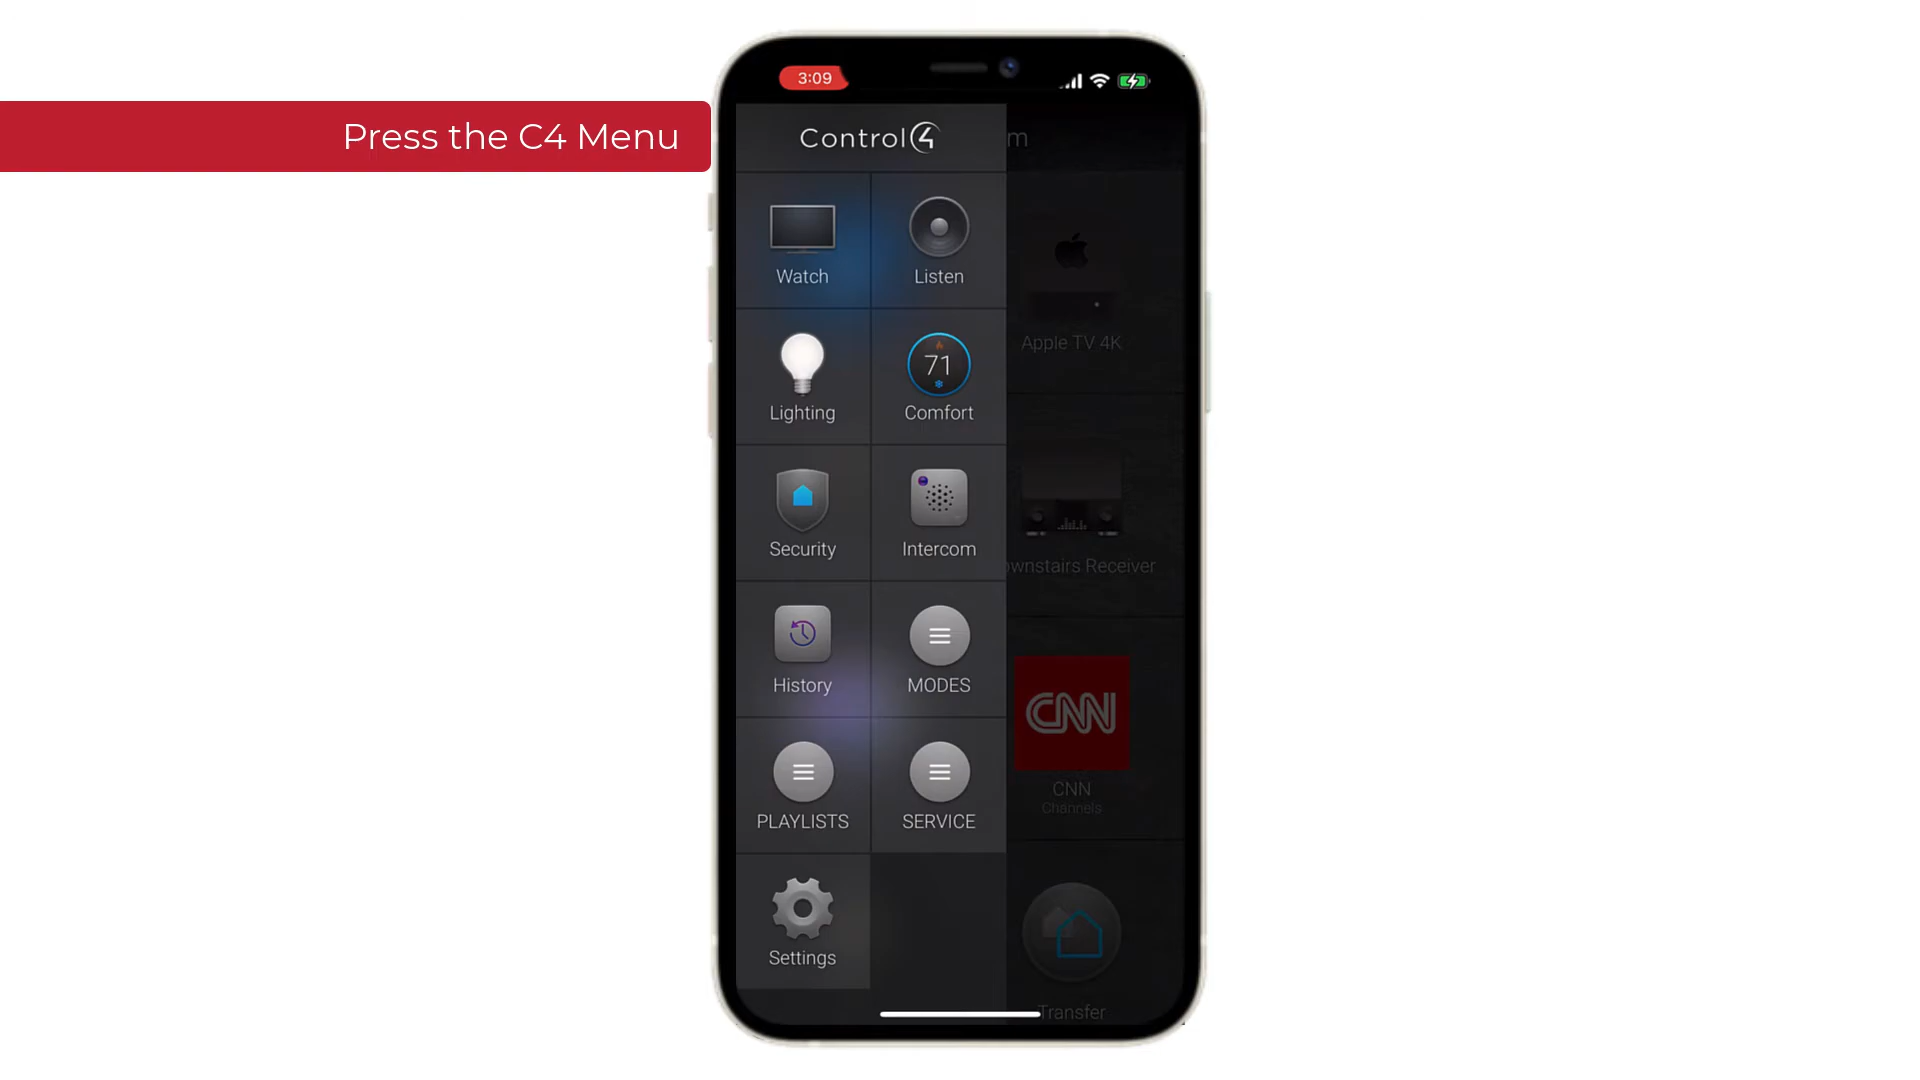 Press the C4 Menu
3:09
Control4
m
Watch
Listen
Apple TV 4K
Lighting
71
Comfort
Security
Intercom
ownstairs Receiver
History
MODES
CNN
CNN
Channels
PLAYLISTS
SERVICE
Settings
Transfer